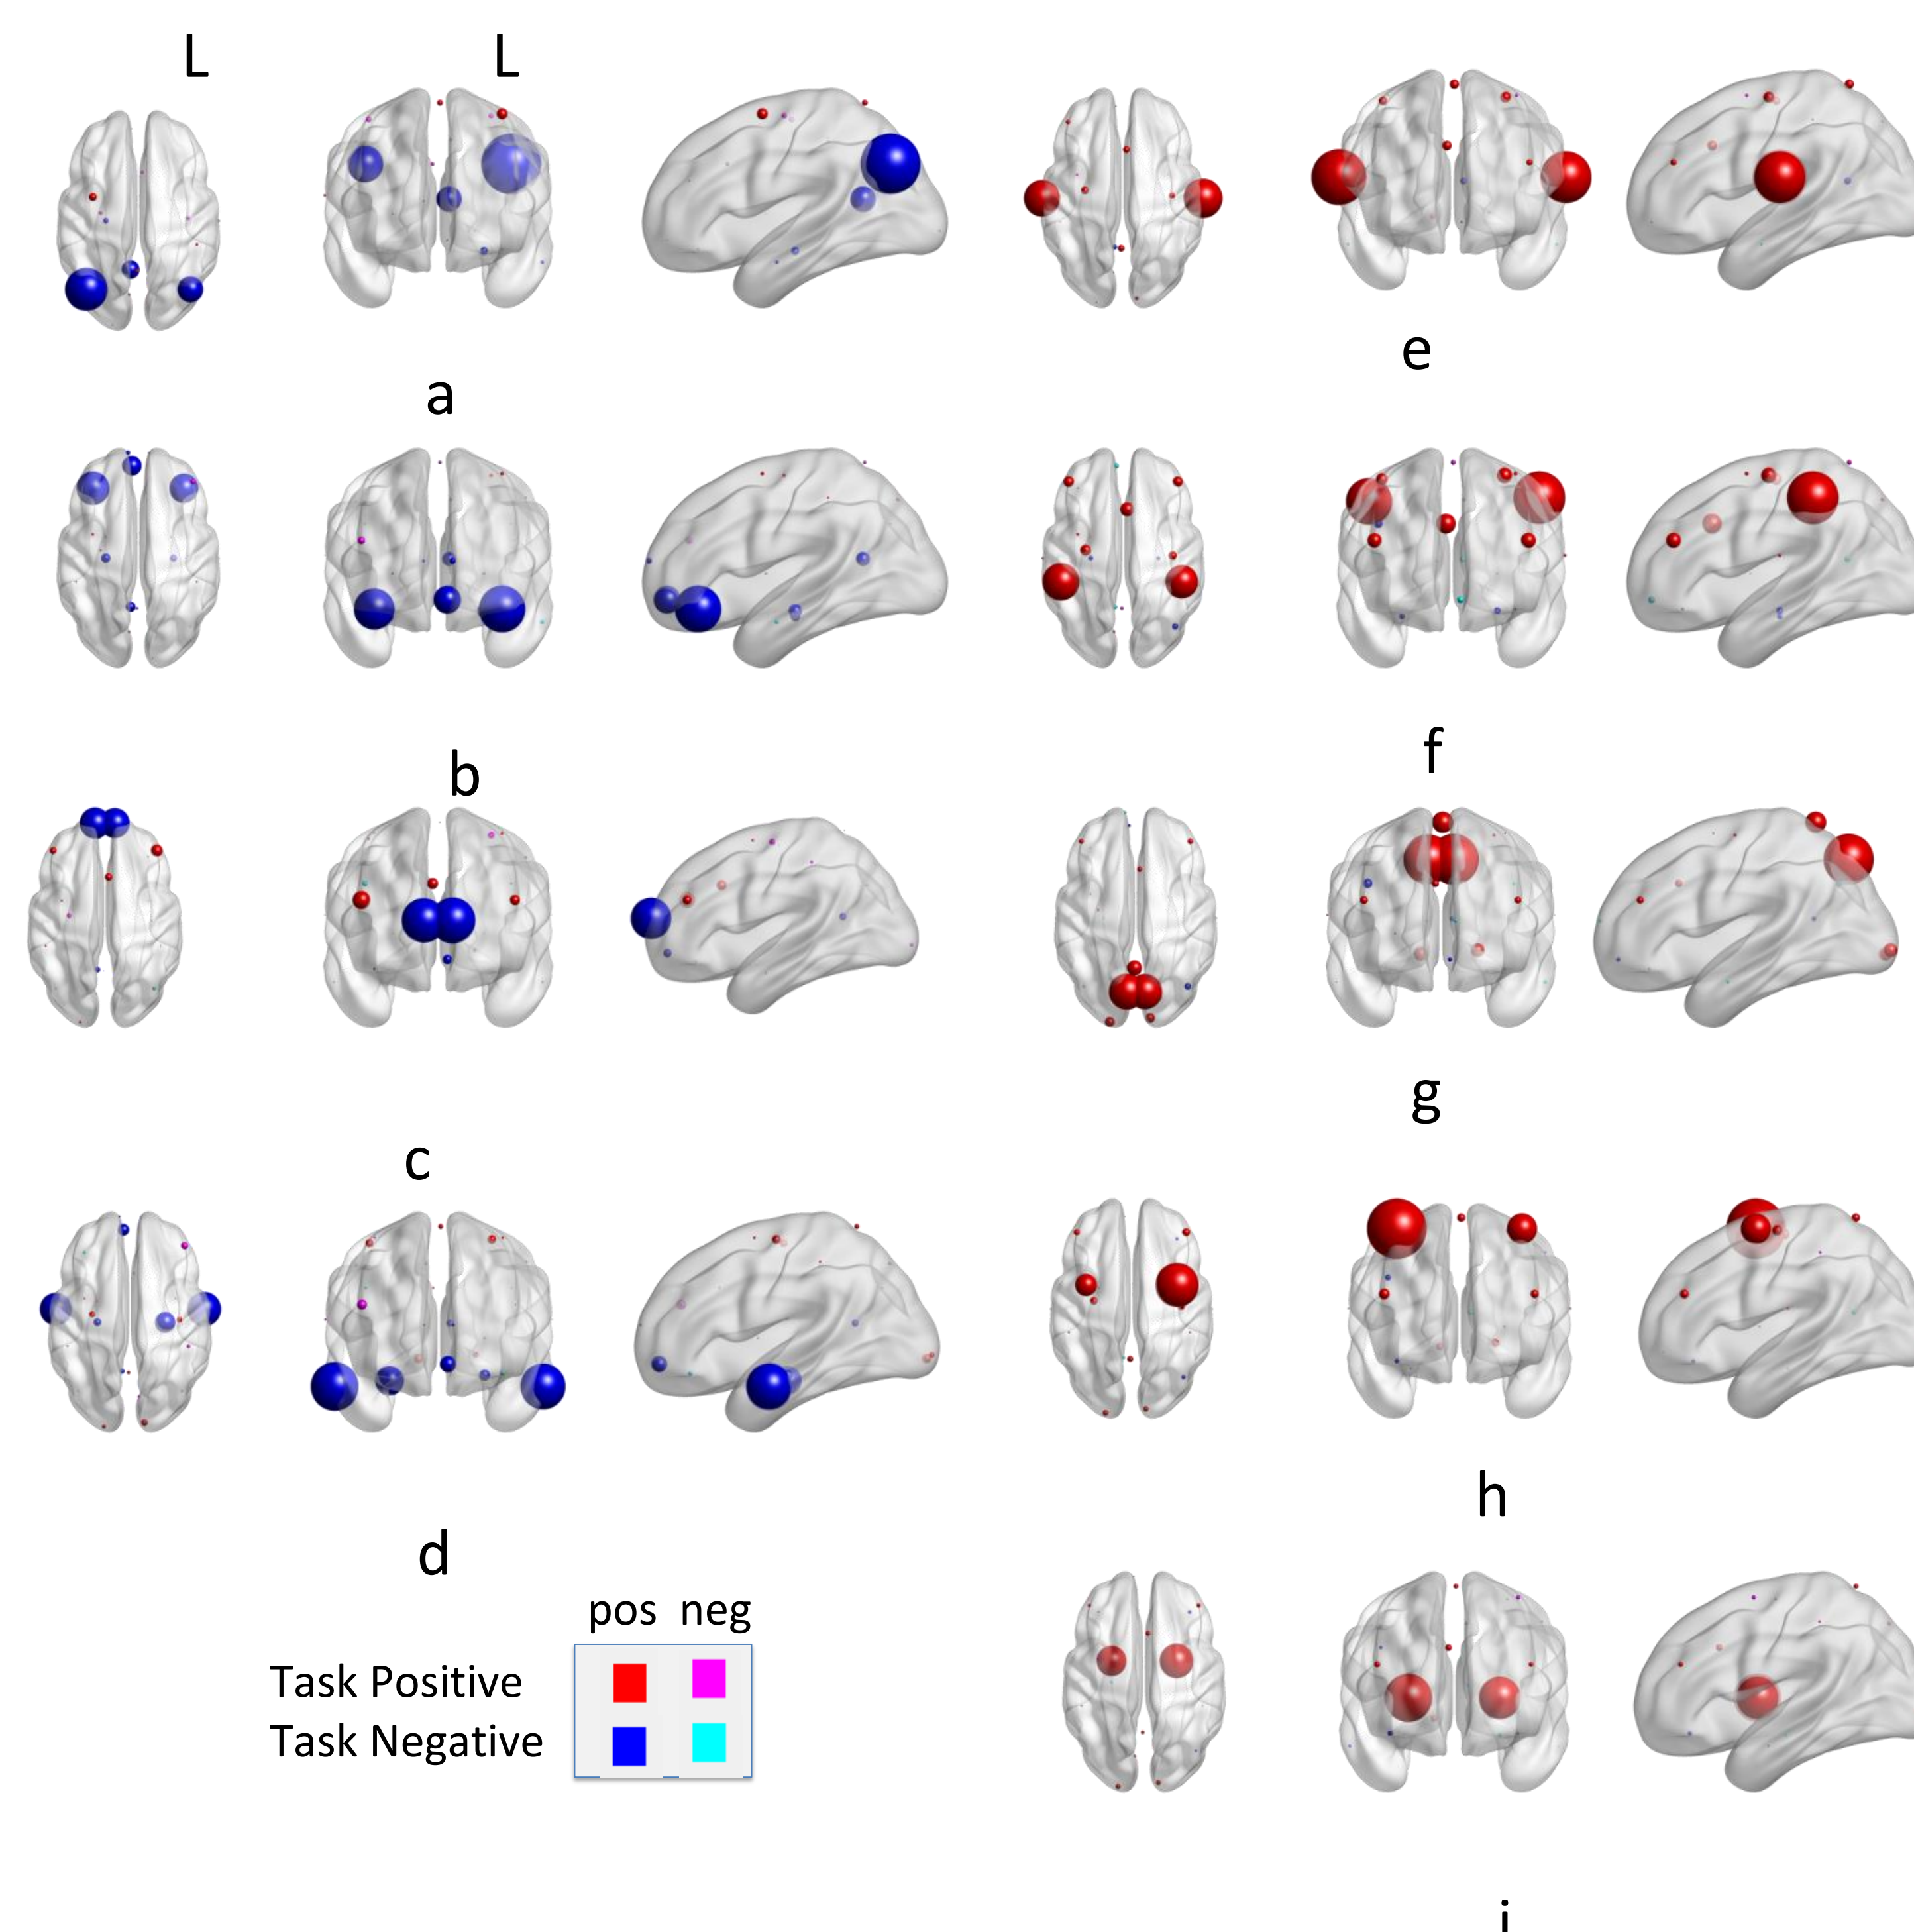 L L
e
a
f
b
g
c
h
d
pos neg
Task Positive
Task Negative
i